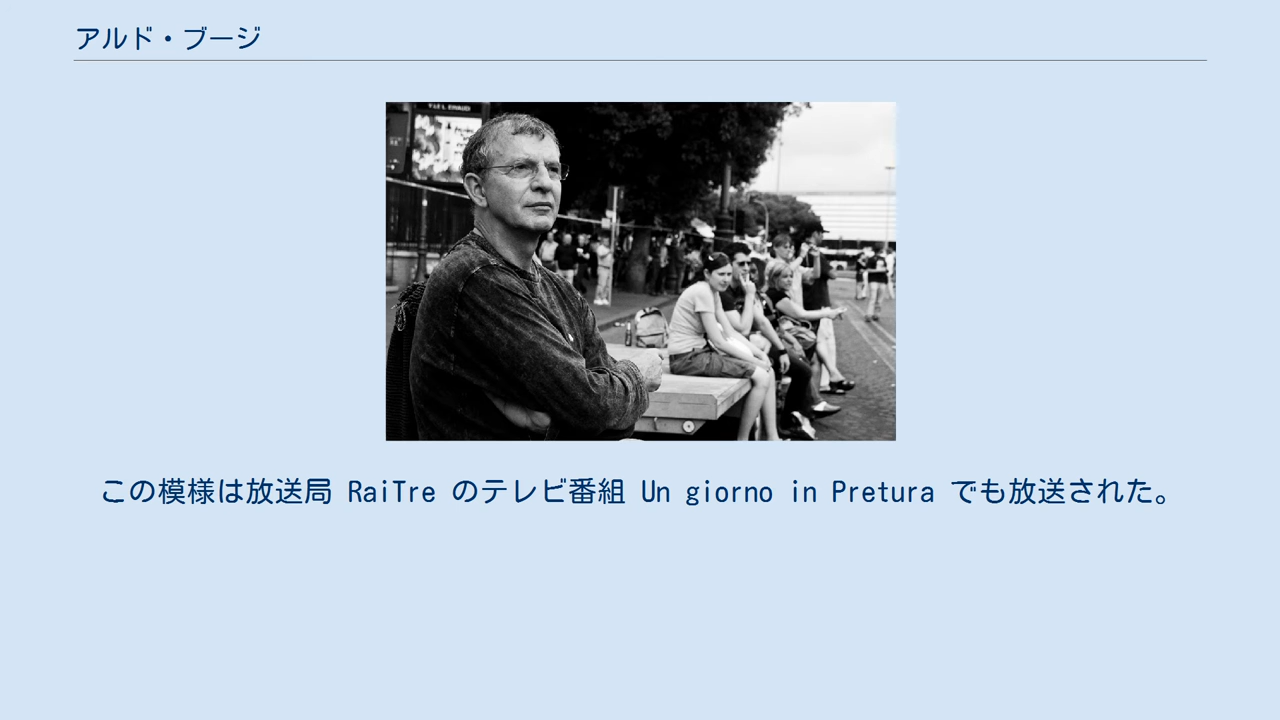 アルド・ブージ
この模様は放送局 RaiTre のテレビ番組 Un giorno in Pretura でも放送された。